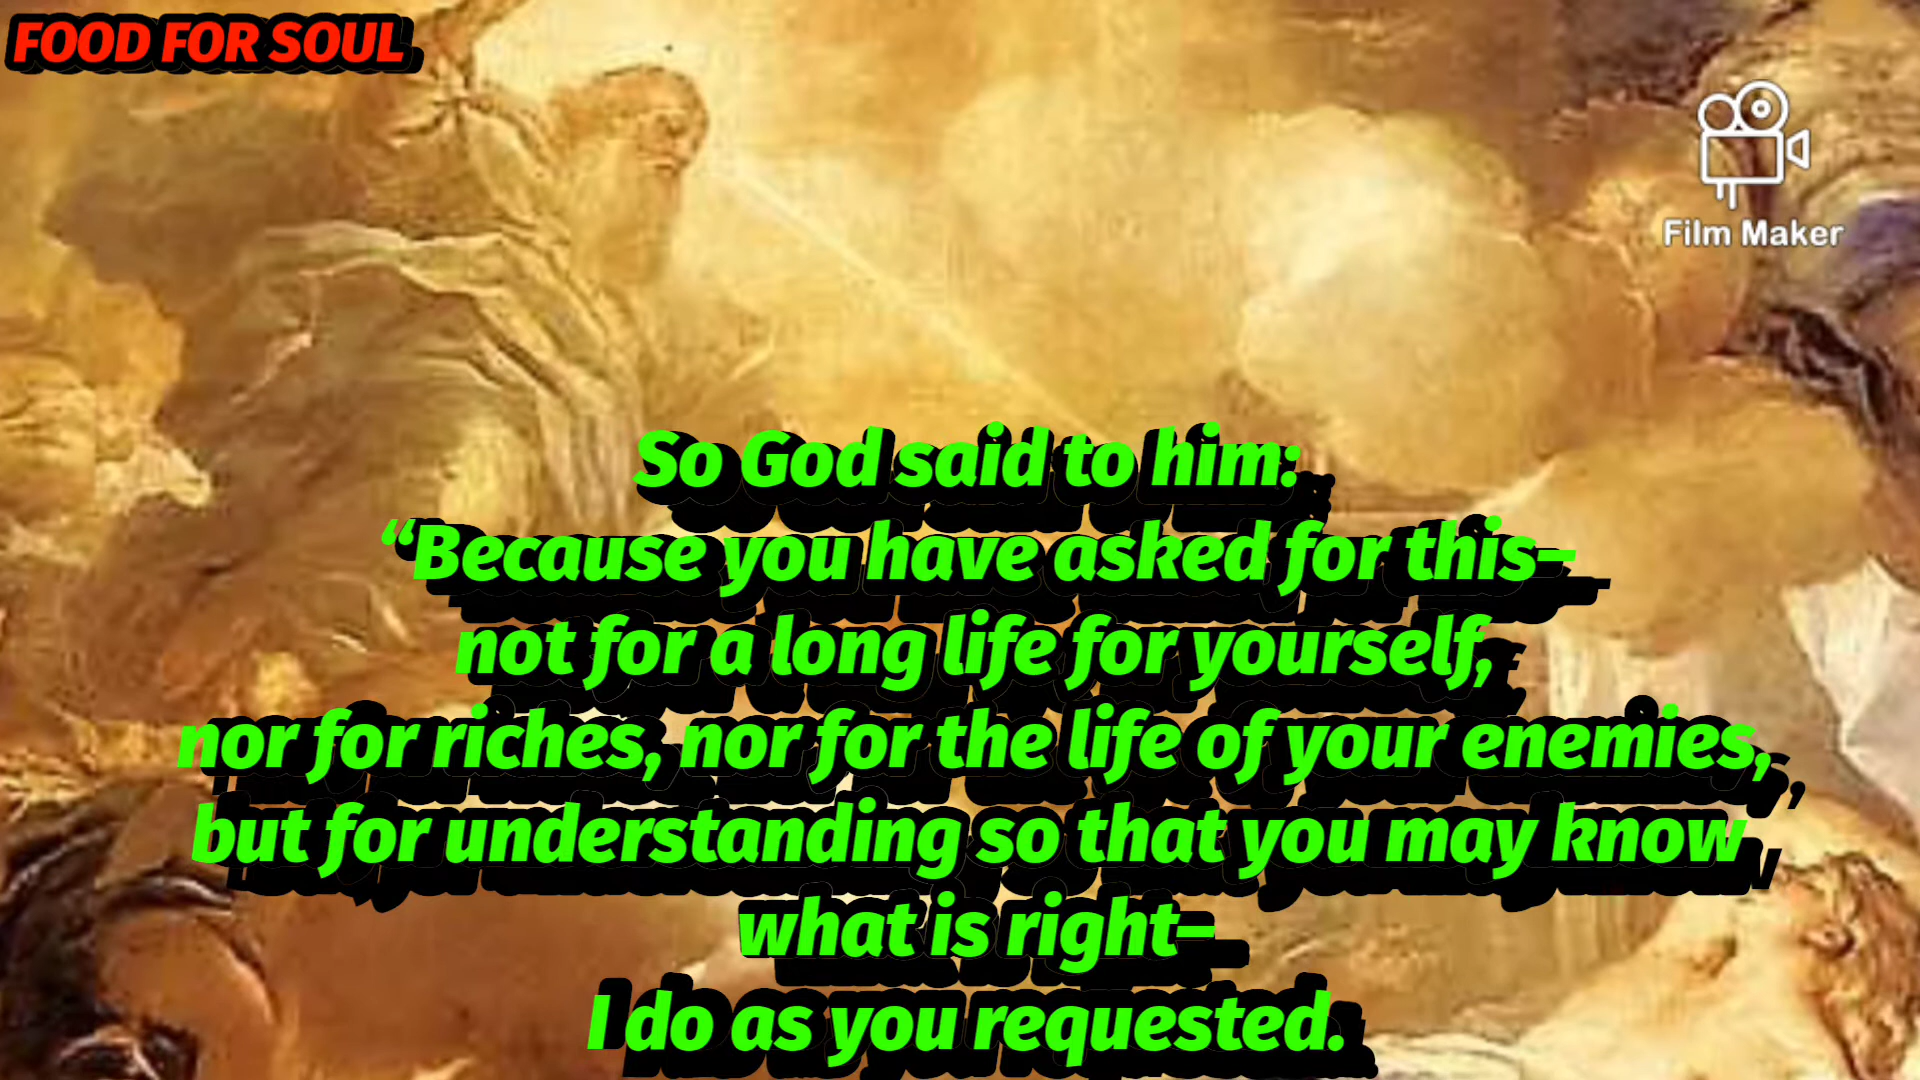 FOOD FOR SOUL
Film Maker
So God said to him:
“Because you have asked for this–
not for a long life for yourself,
nor for riches, nor for the life of your enemies,
but for understanding so that you may know
what is right–
I do as you requested.